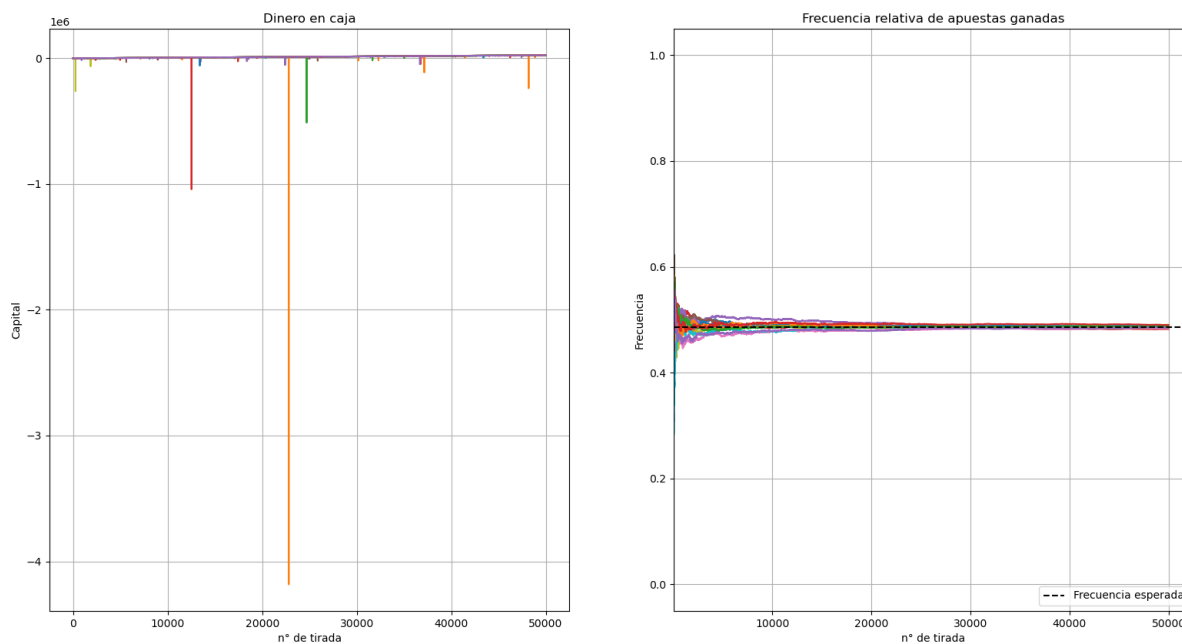 Dinero en caja
1e6
0
−1
−2
−3
−4
Capital
0
10000
20000
30000
40000
50000
n° de tirada
Frecuencia relativa de apuestas ganadas
1.0
0.8
0.6
0.4
0.2
0.0
Frecuencia
Frecuencia esperada
10000
20000
30000
40000
50000
n° de tirada